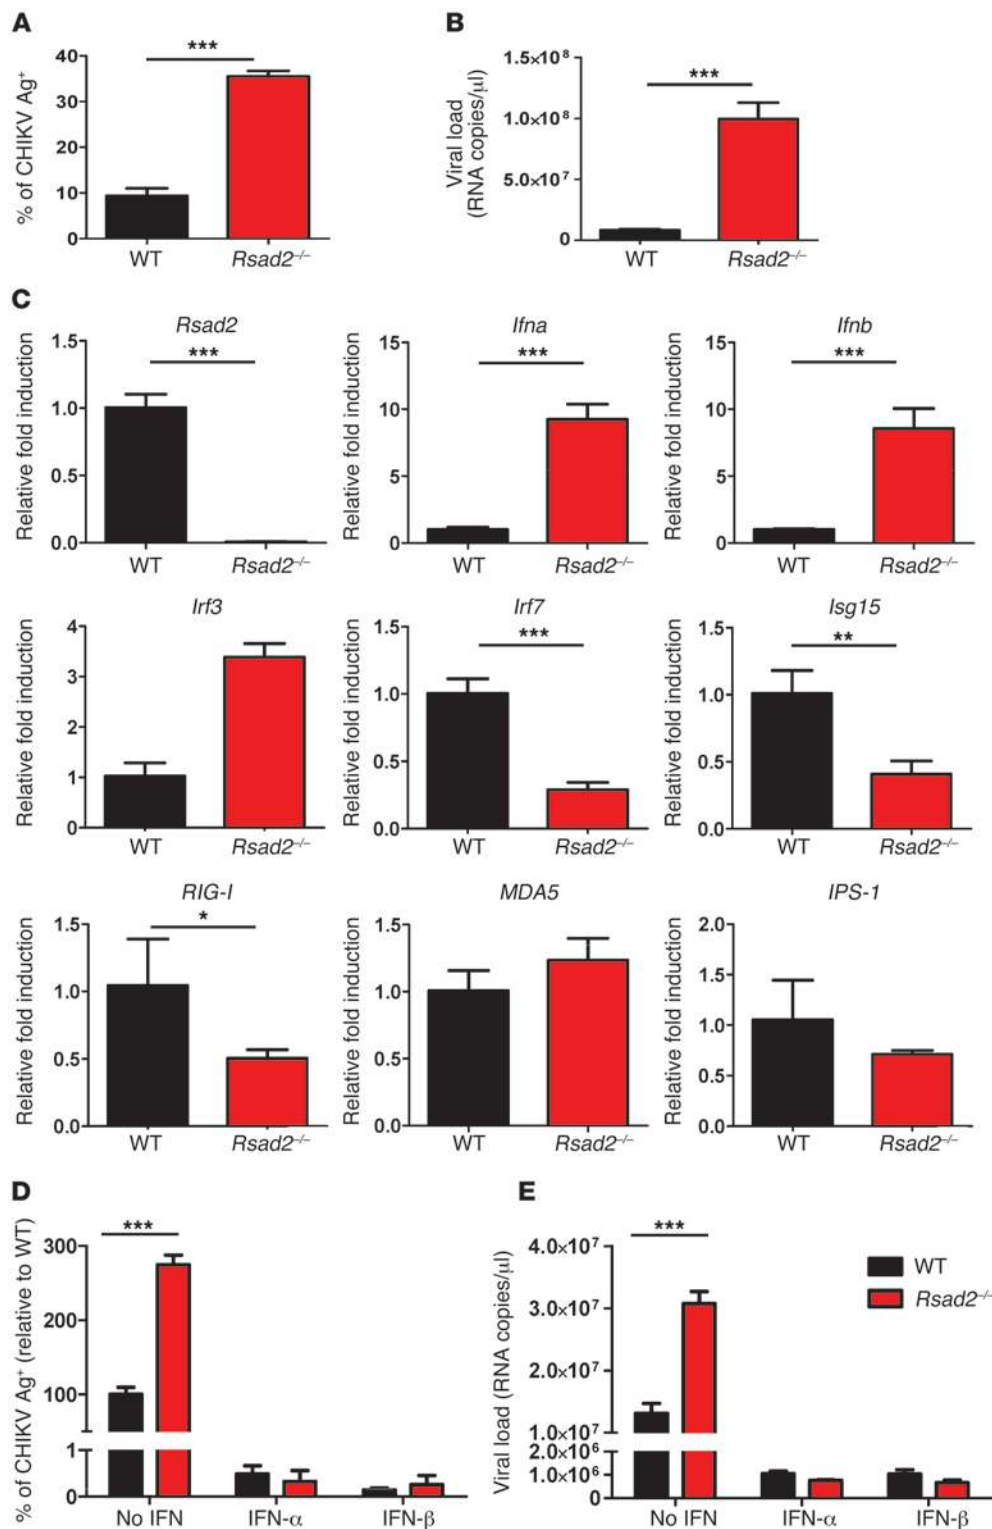 A
***
% of CHIKV Ag⁺
40
30
20
10
0
WT
Rsad2⁻/⁻
B
***
Viral load
(RNA copies/μl)
1.5×10⁸
1.0×10⁸
5.0×10⁷
0
WT
Rsad2⁻/⁻
C
Rsad2
***
Relative fold induction
1.5
1.0
0.5
0.0
WT
Rsad2⁻/⁻
Ifna
***
Relative fold induction
15
10
5
0
WT
Rsad2⁻/⁻
Ifnb
***
Relative fold induction
15
10
5
0
WT
Rsad2⁻/⁻
Irf3
Relative fold induction
4
3
2
1
0
WT
Rsad2⁻/⁻
Irf7
***
Relative fold induction
1.5
1.0
0.5
0.0
WT
Rsad2⁻/⁻
Isg15
**
Relative fold induction
1.5
1.0
0.5
0.0
WT
Rsad2⁻/⁻
RIG-I
*
Relative fold induction
1.5
1.0
0.5
0.0
WT
Rsad2⁻/⁻
MDA5
Relative fold induction
1.5
1.0
0.5
0.0
WT
Rsad2⁻/⁻
IPS-1
Relative fold induction
2.0
1.5
1.0
0.5
0.0
WT
Rsad2⁻/⁻
D
***
% of CHIKV Ag⁺ (relative to WT)
300
200
100
1
0
No IFN
IFN-α
IFN-β
E
***
Viral load (RNA copies/μl)
4.0×10⁷
3.0×10⁷
2.0×10⁷
1.0×10⁷
2.0×10⁶
1.0×10⁶
0
No IFN
IFN-α
IFN-β
WT
Rsad2⁻/⁻